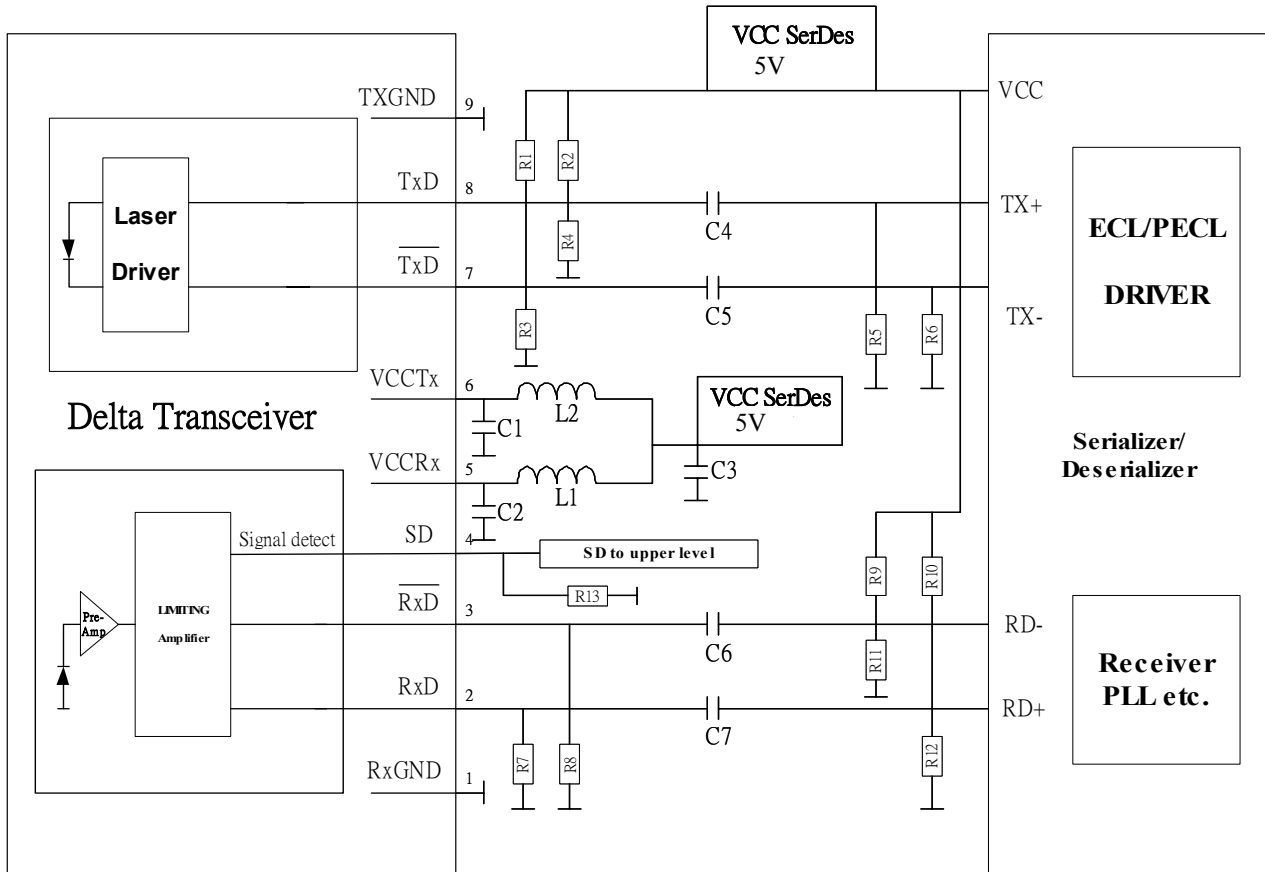 VCC SerDes
5V
TXGND
9
VCC
R1
R2
TxD
8
C4
TX+
Laser
Driver
R4
ECL/PECL
DRIVER
TxD
7
C5
TX-
R3
R5
R6
VCCTx
6
L2
C1
VCC SerDes
5V
Delta Transceiver
Serializer/
Deserializer
VCCRx
5
L1
C2
C3
Signal detect
SD
4
SD to upper level
R13
R9
R10
Pre-
Amp
LIMITING
Amplifier
RxD
3
C6
RD-
R11
Receiver
PLL etc.
RxD
2
C7
RD+
R7
R8
R12
RxGND
1